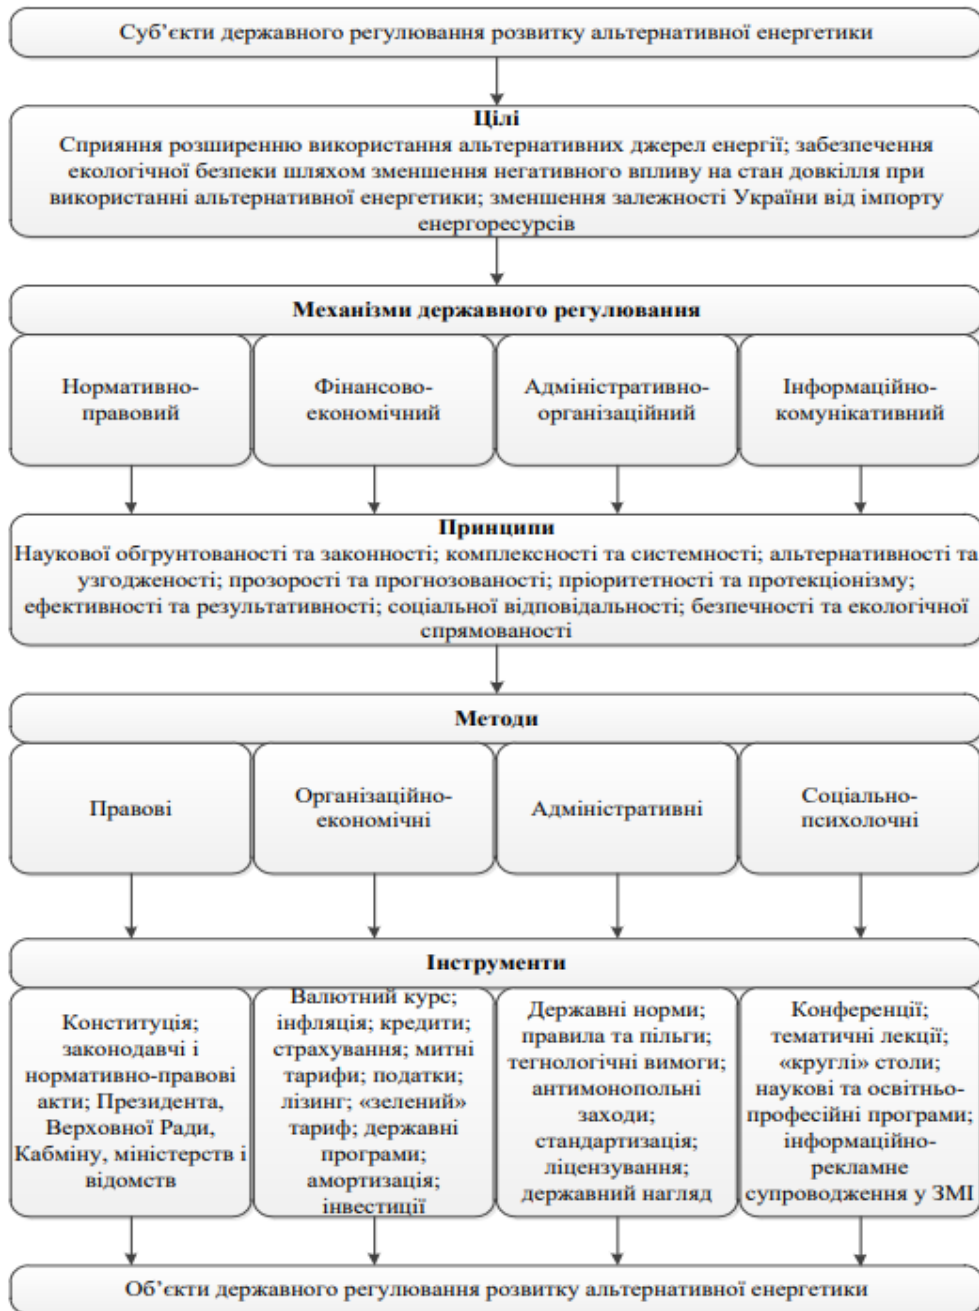 Суб’єкти державного регулювання розвитку альтернативної енергетики
Цілі
Сприяння розширенню використання альтернативних джерел енергії; забезпечення
екологічної безпеки шляхом зменшення негативного впливу на стан довкілля при
використанні альтернативної енергетики; зменшення залежності України від імпорту
енергоресурсів
Механізми державного регулювання
Нормативно-
правовий
Фінансово-
економічний
Адміністративно-
організаційний
Інформаційно-
комунікативний
Принципи
Наукової обгрунтованості та законності; комплексності та системності; альтернативності та
узгодженості; прозорості та прогнозованості; пріоритетності та протекціонізму;
ефективності та результативності; соціальної відповідальності; безпечності та екологічної
спрямованості
Методи
Правові
Організаційно-
економічні
Адміністративні
Соціально-
психолочні
Інструменти
Конституція;
законодавчі і
нормативно-правові
акти; Президента,
Верховної Ради,
Кабміну, міністерств і
відомств
Валютний курс;
інфляція; кредити;
страхування; митні
тарифи; податки;
лізинг; «зелений»
тариф; державні
програми;
амортизація;
інвестиції
Державні норми;
правила та пільги;
тегнологічні вимоги;
антимонопольні
заходи;
стандартизація;
ліцензування;
державний нагляд
Конференції;
тематичні лекції;
«круглі» столи;
наукові та освітньо-
професійні програми;
інформаційно-
рекламне
супроводження у ЗМІ
Об’єкти державного регулювання розвитку альтернативної енергетики